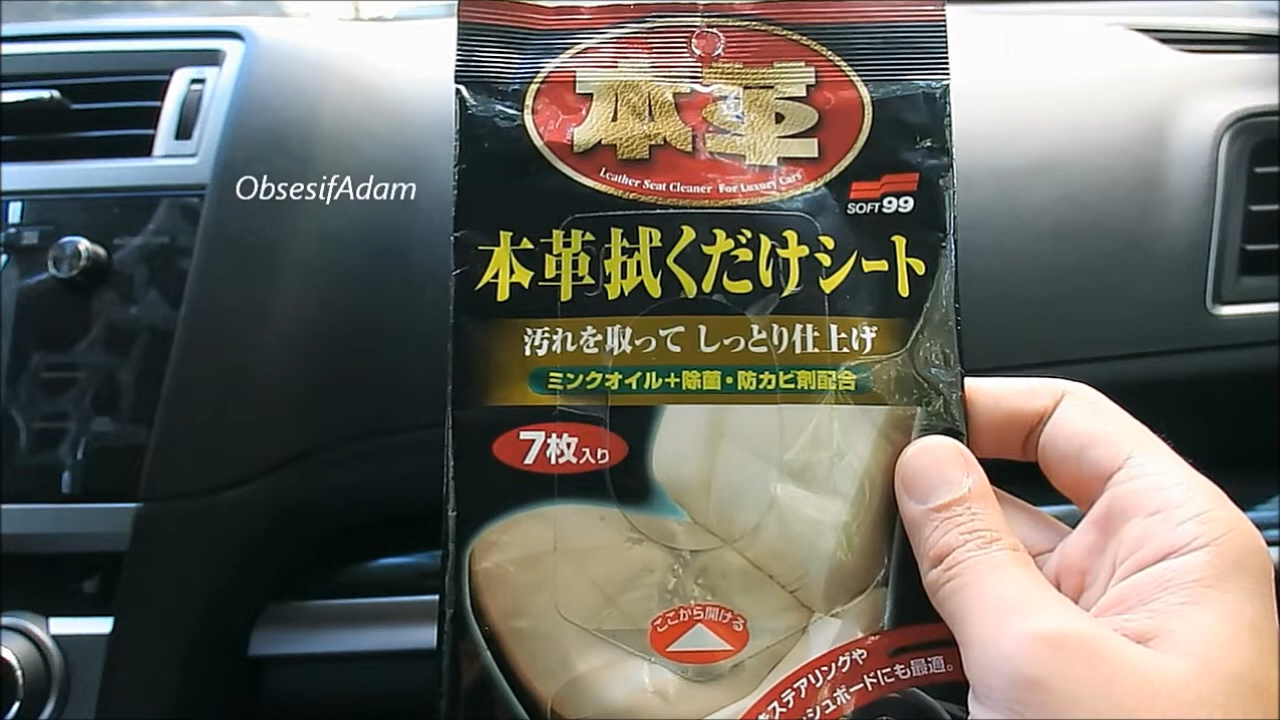 本革
Leather Seat Cleaner For Luxury Cars
SOFT99
ObsesifAdam
本革拭くだけシート
汚れを取って しっとり仕上げ
ミンクオイル+除菌・防カビ剤配合
7枚入り
ここから開ける
ステアリングや
シュボードにも最適。